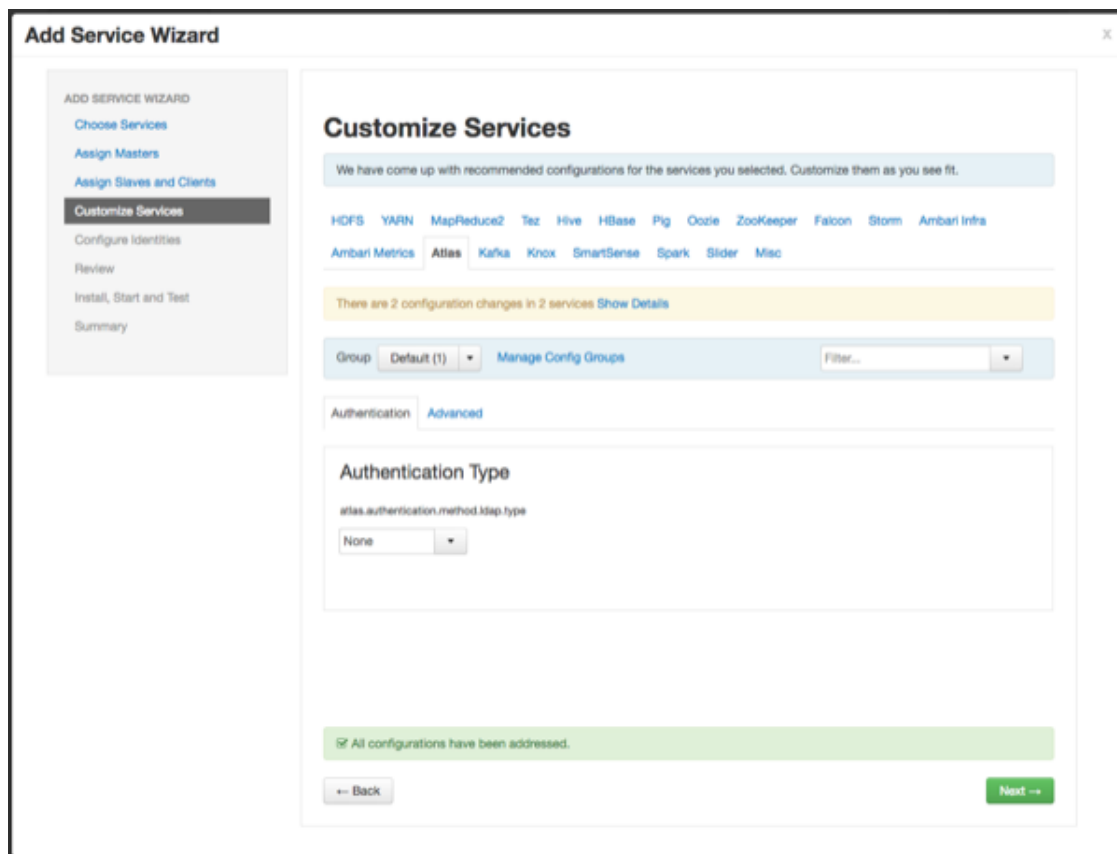 Add Service Wizard
x
ADD SERVICE WIZARD
Choose Services
Assign Masters
Assign Slaves and Clients
Customize Services
Configure Identities
Review
Install, Start and Test
Summary
Customize Services
We have come up with recommended configurations for the services you selected. Customize them as you see fit.
HDFS YARN MapReduce2 Tez Hive HBase Pig Oozie ZooKeeper Falcon Storm Ambari Infra
Ambari Metrics Atlas Kafka Knox SmartSense Spark Slider Misc
There are 2 configuration changes in 2 services Show Details
Group Default (1) Manage Config Groups Filter...
Authentication Advanced
Authentication Type
atlas.authentication.method.ldap.type
None
All configurations have been addressed.
← Back Next →